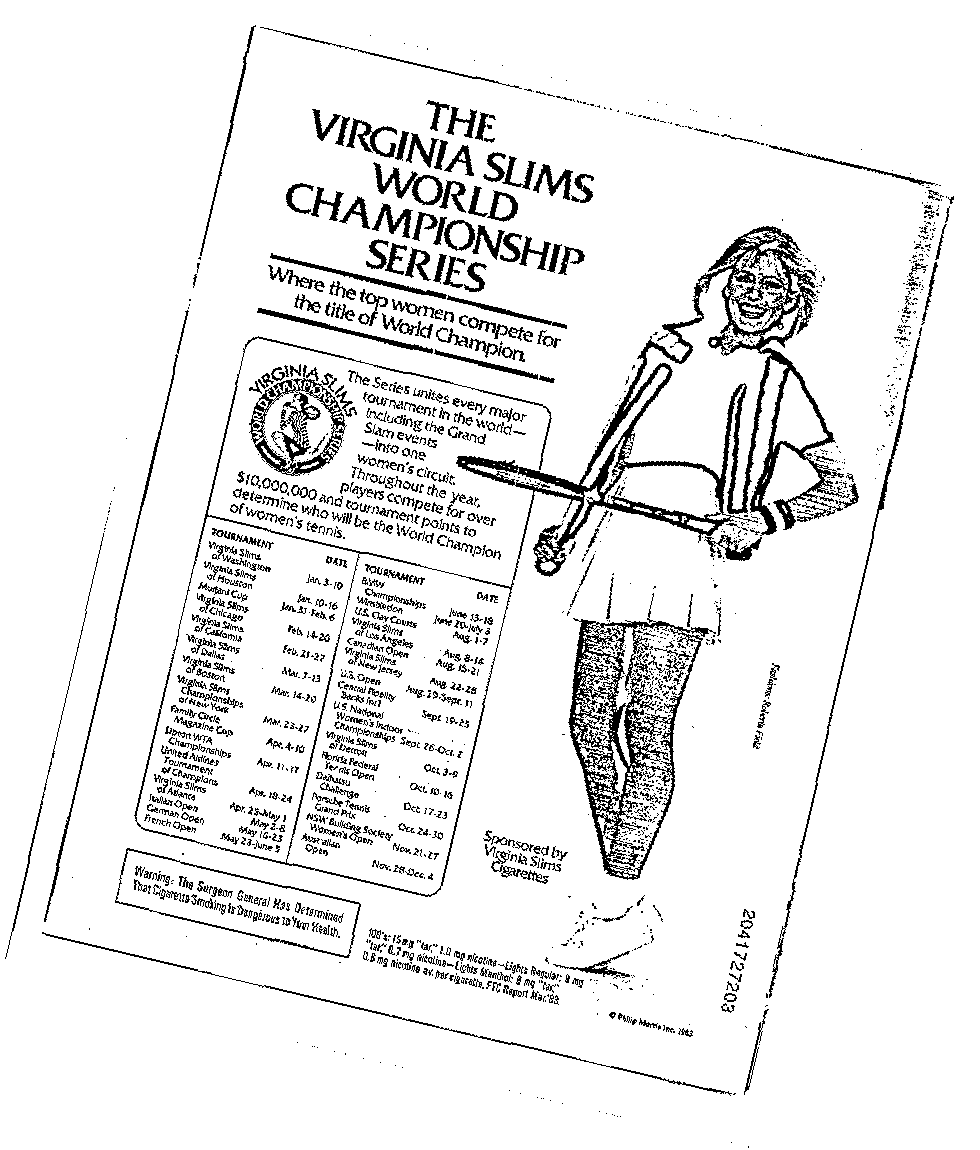 THE
VIRGINIA SLIMS
WORLD
CHAMPIONSHIP
SERIES
Where the top women compete for
the title of World Champion.
VIRGINIA SLIMS
WORLD CHAMPIONSHIP SERIES
The Series unites every major
tournament in the world—
including the Grand
Slam events
—into one
women's circuit.
Throughout the year,
players compete for over
$10,000,000 and tournament points to
determine who will be the World Champion
of women's tennis.
TOURNAMENT DATE
Virginia Slims
of Washington Jan. 3-10
Virginia Slims
of Houston Jan. 10-16
Murjani Cup Jan. 31-Feb. 6
Virginia Slims
of Chicago Feb. 14-20
Virginia Slims
of California Feb. 21-27
Virginia Slims
of Dallas Mar. 7-13
Virginia Slims
of Boston Mar. 14-20
Virginia Slims
Championships
of New York Mar. 23-27
Family Circle
Magazine Cup Apr. 4-10
Lipton WTA
Championships Apr. 11-17
United Airlines
Tournament
of Champions Apr. 18-24
Virginia Slims
of Atlanta Apr. 25-May 1
Italian Open May 2-8
German Open May 16-23
French Open May 23-June 5
TOURNAMENT DATE
BMW
Championships June 13-18
Wimbledon June 20-July 3
U.S. Clay Courts Aug. 1-7
Virginia Slims
of Los Angeles Aug. 8-14
Canadian Open Aug. 15-21
Virginia Slims
of New Jersey Aug. 22-28
U.S. Open Aug. 29-Sept. 11
Central Fidelity
Banks Int'l Sept. 19-25
U.S. National
Women's Indoor
Championships Sept. 26-Oct. 2
Virginia Slims
of Detroit Oct. 3-9
Florida Federal
Tennis Open Oct. 10-16
Daihatsu
Challenge Oct. 17-23
Porsche Tennis
Grand Prix Oct. 24-30
NSW Building Society
Women's Open Nov. 21-27
Australian
Open Nov. 28-Dec. 4
Sponsored by
Virginia Slims
Cigarettes
Warning: The Surgeon General Has Determined
That Cigarette Smoking Is Dangerous to Your Health.
100's: 15 mg "tar," 1.0 mg nicotine—Lights Regular: 8 mg
"tar," 0.7 mg nicotine—Lights Menthol: 8 mg "tar,"
0.6 mg nicotine av. per cigarette, FTC Report Mar. '83.
© Philip Morris Inc. 1983
2041727203